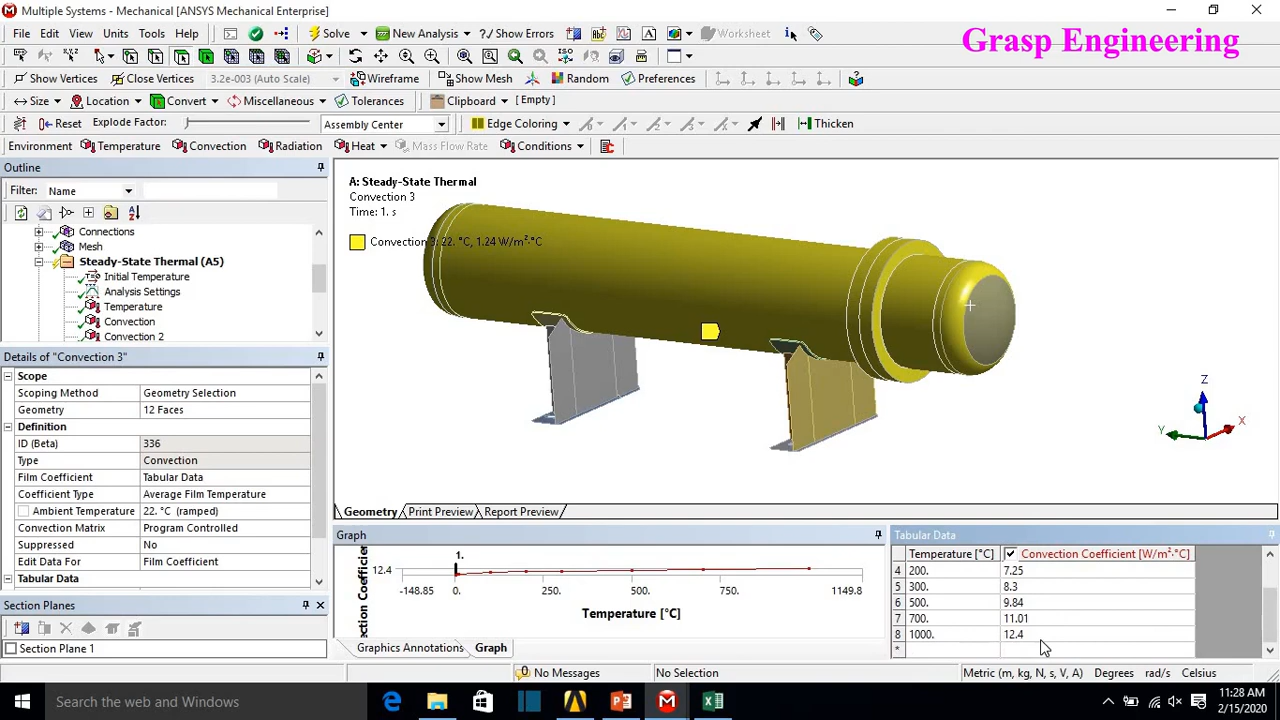 Multiple Systems - Mechanical [ANSYS Mechanical Enterprise]
File Edit View Units Tools Help Solve New Analysis Show Errors Worksheet
Grasp Engineering
Show Vertices Close Vertices 3.2e-003 (Auto Scale) Wireframe Show Mesh Random Preferences
Size Location Convert Miscellaneous Tolerances Clipboard [Empty]
Reset Explode Factor: Assembly Center Edge Coloring Thicken
Environment Temperature Convection Radiation Heat Mass Flow Rate Conditions
Outline
Filter: Name
Connections
Mesh
Steady-State Thermal (A5)
Initial Temperature
Analysis Settings
Temperature
Convection
Convection 2
Details of "Convection 3"
Scope
Scoping Method Geometry Selection
Geometry 12 Faces
Definition
ID (Beta) 336
Type Convection
Film Coefficient Tabular Data
Coefficient Type Average Film Temperature
Ambient Temperature 22. °C (ramped)
Convection Matrix Program Controlled
Suppressed No
Edit Data For Film Coefficient
Tabular Data
Section Planes
Section Plane 1
A: Steady-State Thermal
Convection 3
Time: 1. s
Convection 3: 22. °C, 1.24 W/m²·°C
Z
Y
X
Geometry Print Preview Report Preview
Graph
1.
12.4
-148.85 0. 250. 500. 750. 1149.8
Temperature [°C]
Graphics Annotations Graph
Tabular Data
Temperature [°C] Convection Coefficient [W/m²·°C]
4 200. 7.25
5 300. 8.3
6 500. 9.84
7 700. 11.01
8 1000. 12.4
*
No Messages No Selection Metric (m, kg, N, s, V, A) Degrees rad/s Celsius
Search the web and Windows
11:28 AM
2/15/2020